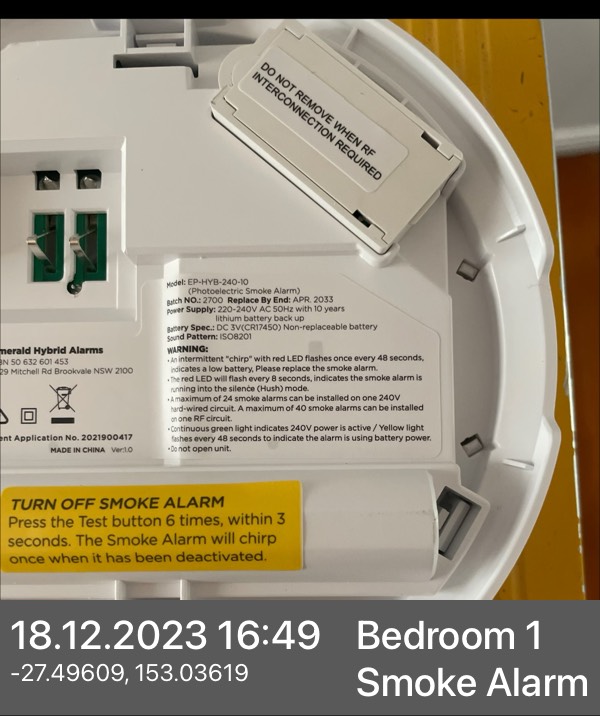 DO NOT REMOVE WHEN RF
INTERCONNECTION REQUIRED
Model: EP-HYB-240-10
(Photoelectric Smoke Alarm)
Batch NO.: 2700 Replace By End: APR. 2033
Power Supply: 220-240V AC 50Hz with 10 years
lithium battery back up
Battery Spec.: DC 3V(CR17450) Non-replaceable battery
Sound Pattern: ISO8201
WARNING:
•An intermittent "chirp" with red LED flashes once every 48 seconds,
indicates a low battery, Please replace the smoke alarm.
•The red LED will flash every 8 seconds, indicates the smoke alarm is
running into the silence (Hush) mode.
•A maximum of 24 smoke alarms can be installed on one 240V
hard-wired circuit. A maximum of 40 smoke alarms can be installed
on one RF circuit.
•Continuous green light indicates 240V power is active / Yellow light
flashes every 48 seconds to indicate the alarm is using battery power.
•Do not open unit.
merald Hybrid Alarms
BN 50 632 601 453
29 Mitchell Rd Brookvale NSW 2100
ent Application No. 2021900417
MADE IN CHINA Ver:1.0
TURN OFF SMOKE ALARM
Press the Test button 6 times, within 3
seconds. The Smoke Alarm will chirp
once when it has been deactivated.
18.12.2023 16:49
-27.49609, 153.03619
Bedroom 1
Smoke Alarm